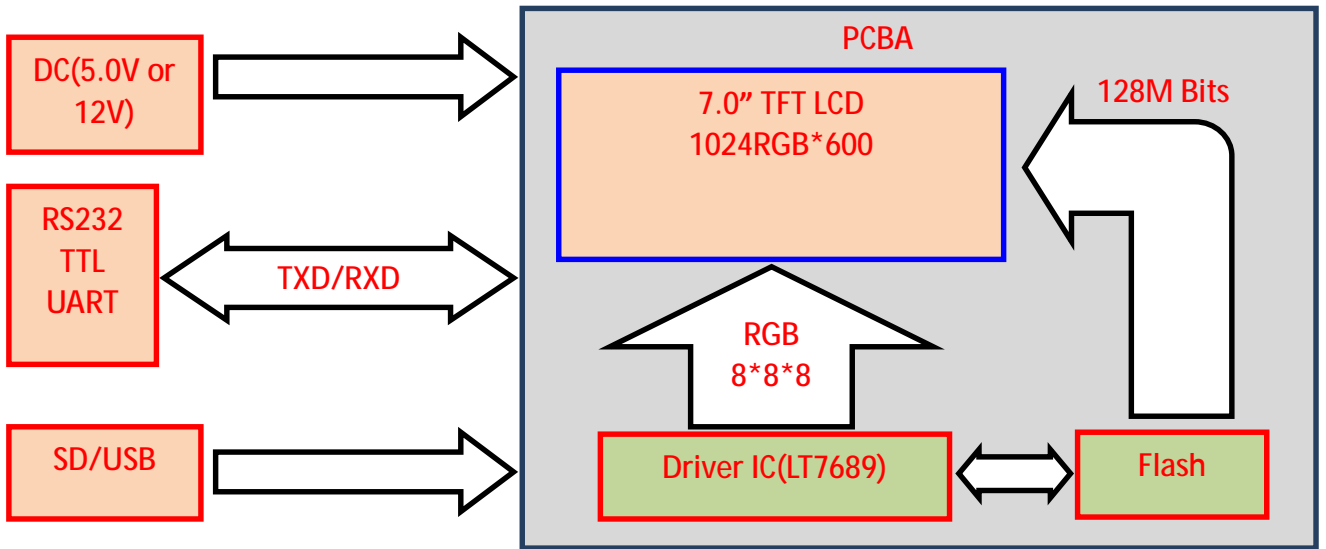 DC(5.0V or
12V)
RS232
TTL
UART
TXD/RXD
SD/USB
PCBA
7.0” TFT LCD
1024RGB*600
128M Bits
RGB
8*8*8
Driver IC(LT7689)
Flash